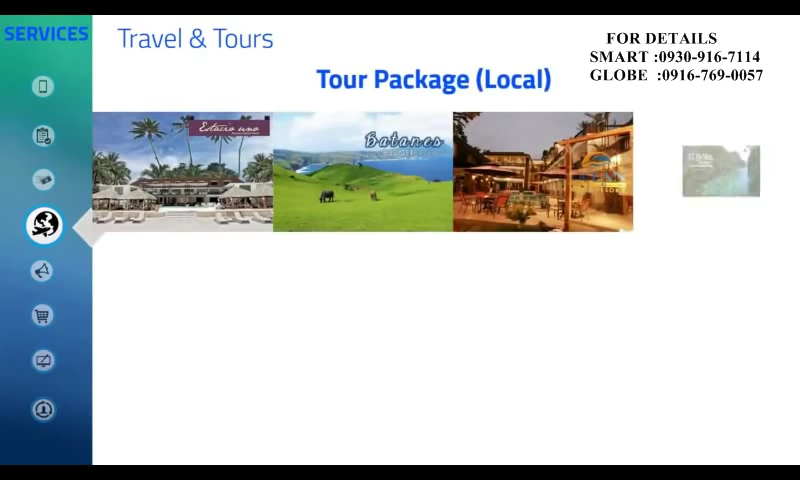 SERVICES
Travel & Tours
FOR DETAILS
SMART :0930-916-7114
GLOBE :0916-769-0057
Tour Package (Local)
Estacio uno
Batanes